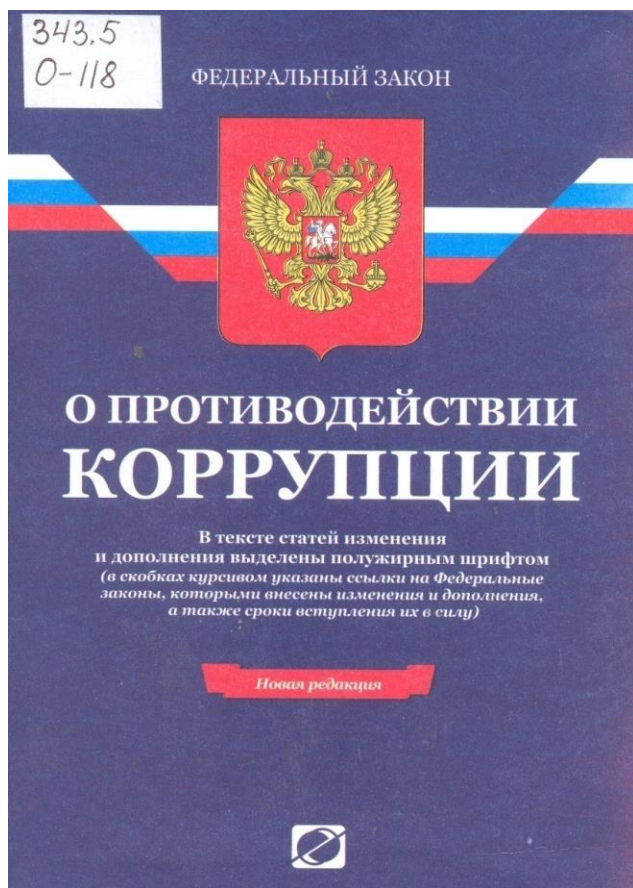 343.5
О-118
ФЕДЕРАЛЬНЫЙ ЗАКОН
О ПРОТИВОДЕЙСТВИИ
КОРРУПЦИИ
В тексте статей изменения
и дополнения выделены полужирным шрифтом
(в скобках курсивом указаны ссылки на Федеральные
законы, которыми внесены изменения и дополнения,
а также сроки вступления их в силу)
Новая редакция